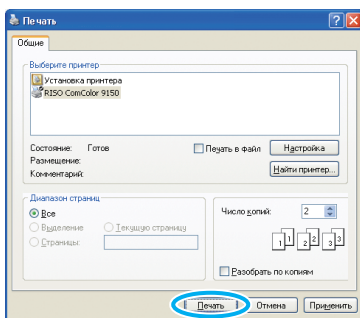 Печать
Общие
Выберите принтер
Установка принтера
RISO ComColor 9150
Состояние: Готов
Размещение:
Комментарий:
Печать в файл
Настройка
Найти принтер...
Диапазон страниц
Все
Выделение
Текущую страницу
Страницы:
Число копий: 2
1 1 2 2 3 3
Разобрать по копиям
Печать
Отмена
Применить